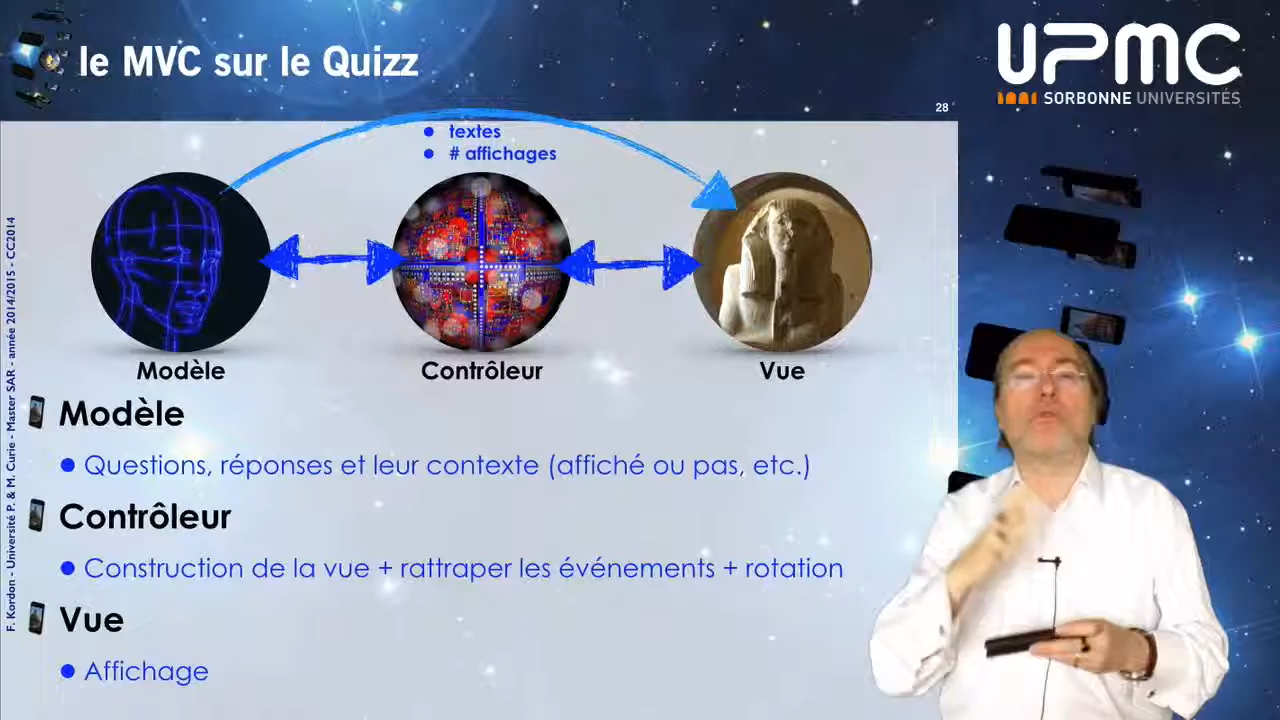 le MVC sur le Quizz
UPMC
SORBONNE UNIVERSITÉS
28
● textes
● # affichages
Modèle
Contrôleur
Vue
Modèle
● Questions, réponses et leur contexte (affiché ou pas, etc.)
Contrôleur
● Construction de la vue + rattraper les événements + rotation
Vue
● Affichage
F. Kordon - Université P. & M. Curie - Master SAR - année 2014/2015 - CC2014